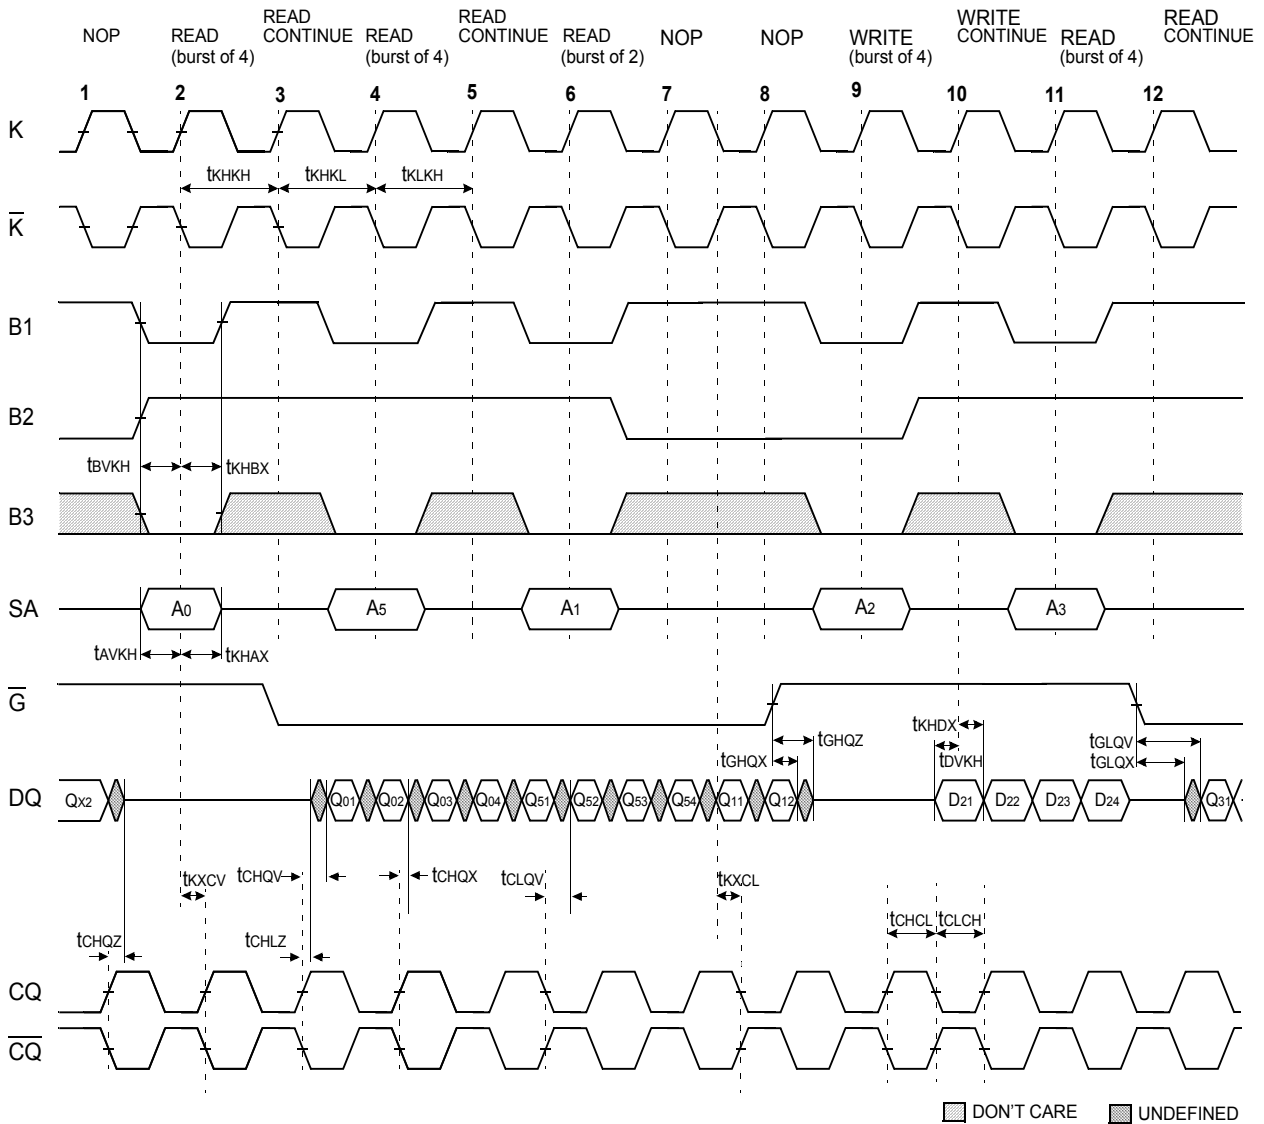 NOP
READ
(burst of 4)
READ
CONTINUE
READ
(burst of 4)
READ
CONTINUE
READ
(burst of 2)
NOP
NOP
WRITE
(burst of 4)
WRITE
CONTINUE
READ
(burst of 4)
READ
CONTINUE
1 2 3 4 5 6 7 8 9 10 11 12
K
tKHKH tKHKL tKLKH
K̅
B1
B2
tBVKH tKHBX
B3
SA A0 A5 A1 A2 A3
tAVKH tKHAX
G̅
tKHDX
tGHQZ tGLQV
tGHQX tDVKH tGLQX
DQ QX2 Q01 Q02 Q03 Q04 Q51 Q52 Q53 Q54 Q11 Q12 D21 D22 D23 D24 Q31
tKXCV tCHQV tCHQX tCLQV tKXCL
tCHQZ tCHLZ tCHCL tCLCH
CQ
C̅Q̅
DON'T CARE UNDEFINED